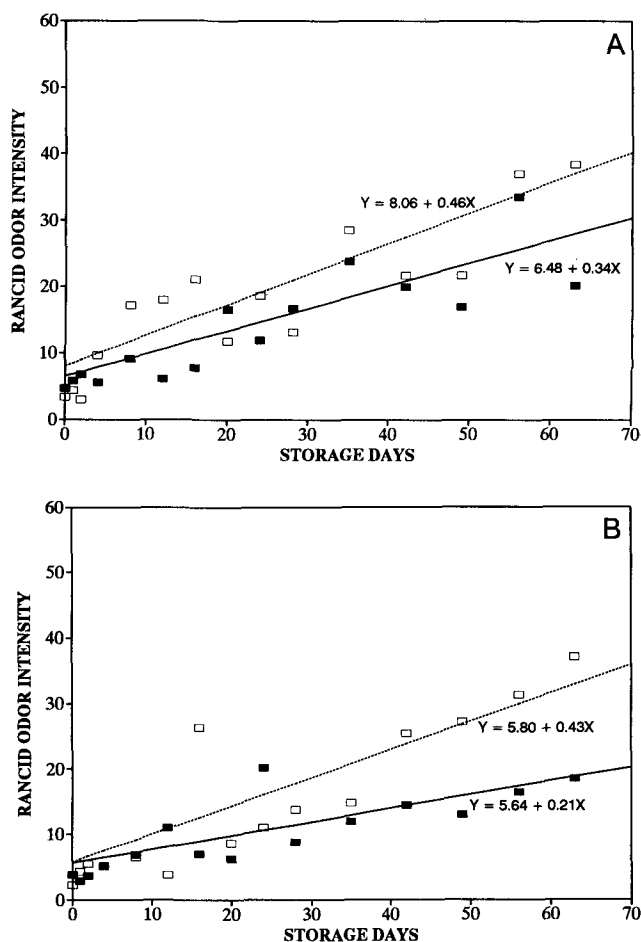 A
60
50
40
30
20
10
0
RANCID ODOR INTENSITY
Y = 8.06 + 0.46X
Y = 6.48 + 0.34X
0 10 20 30 40 50 60 70
STORAGE DAYS
B
60
50
40
30
20
10
0
RANCID ODOR INTENSITY
Y = 5.80 + 0.43X
Y = 5.64 + 0.21X
0 10 20 30 40 50 60 70
STORAGE DAYS